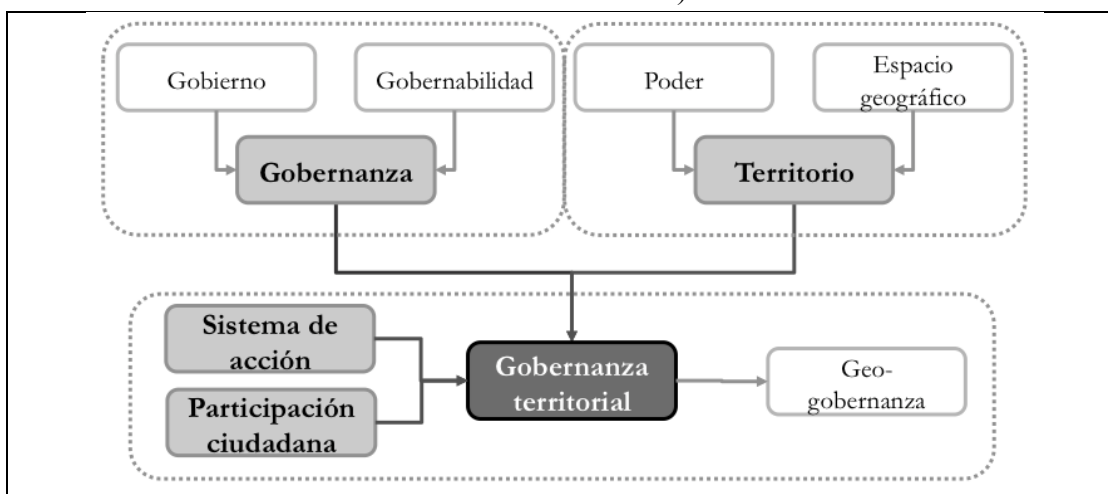 Gobierno
Gobernabilidad
Poder
Espacio
geográfico
Gobernanza
Territorio
Sistema de
acción
Participación
ciudadana
Gobernanza
territorial
Geo-
gobernanza